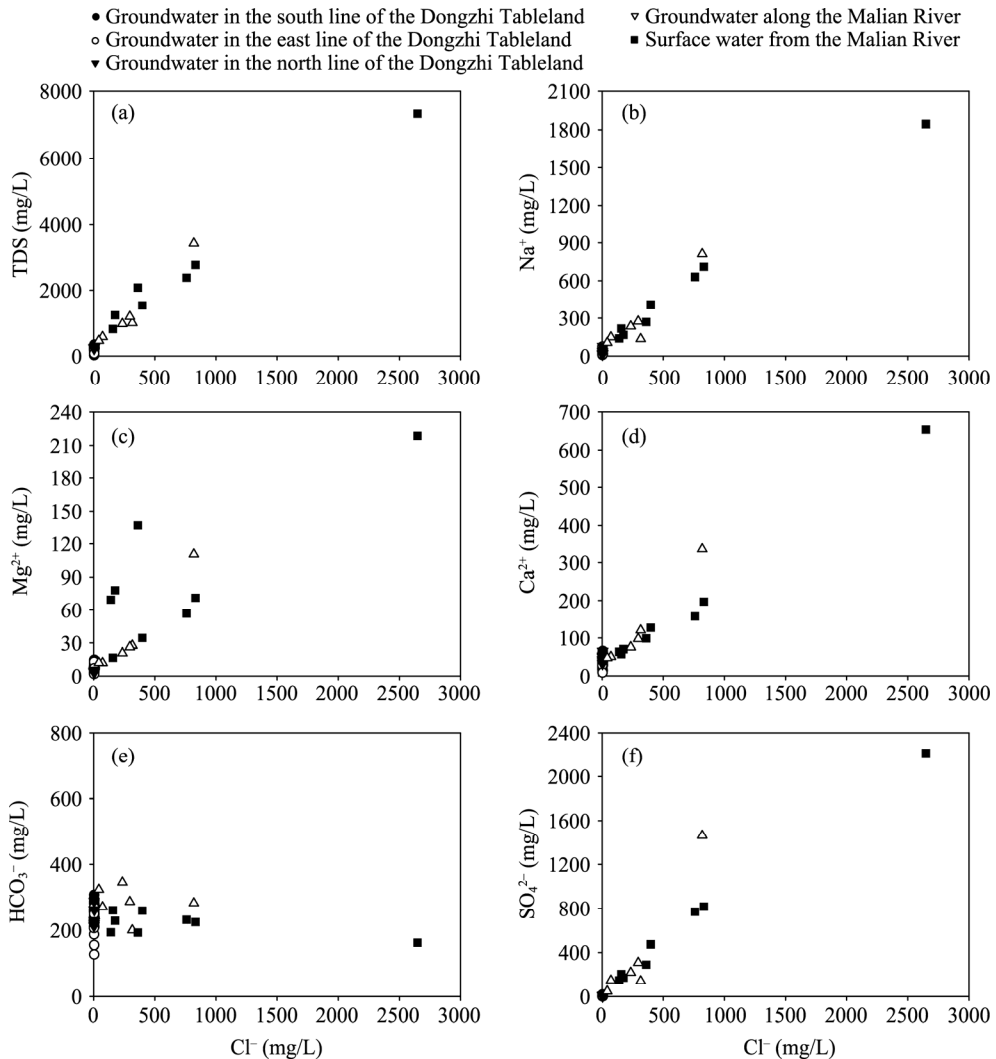 Groundwater in the south line of the Dongzhi Tableland
Groundwater along the Malian River
Groundwater in the east line of the Dongzhi Tableland
Surface water from the Malian River
Groundwater in the north line of the Dongzhi Tableland
(a)
8000
6000
4000
2000
0
TDS (mg/L)
0 500 1000 1500 2000 2500 3000
(b)
2100
1800
1500
1200
900
600
300
0
Na⁺ (mg/L)
0 500 1000 1500 2000 2500 3000
(c)
240
210
180
150
120
90
60
30
0
Mg²⁺ (mg/L)
0 500 1000 1500 2000 2500 3000
(d)
700
600
500
400
300
200
100
0
Ca²⁺ (mg/L)
0 500 1000 1500 2000 2500 3000
(e)
800
600
400
200
0
HCO₃⁻ (mg/L)
0 500 1000 1500 2000 2500 3000
Cl⁻ (mg/L)
(f)
2400
2000
1600
1200
800
400
0
SO₄²⁻ (mg/L)
0 500 1000 1500 2000 2500 3000
Cl⁻ (mg/L)